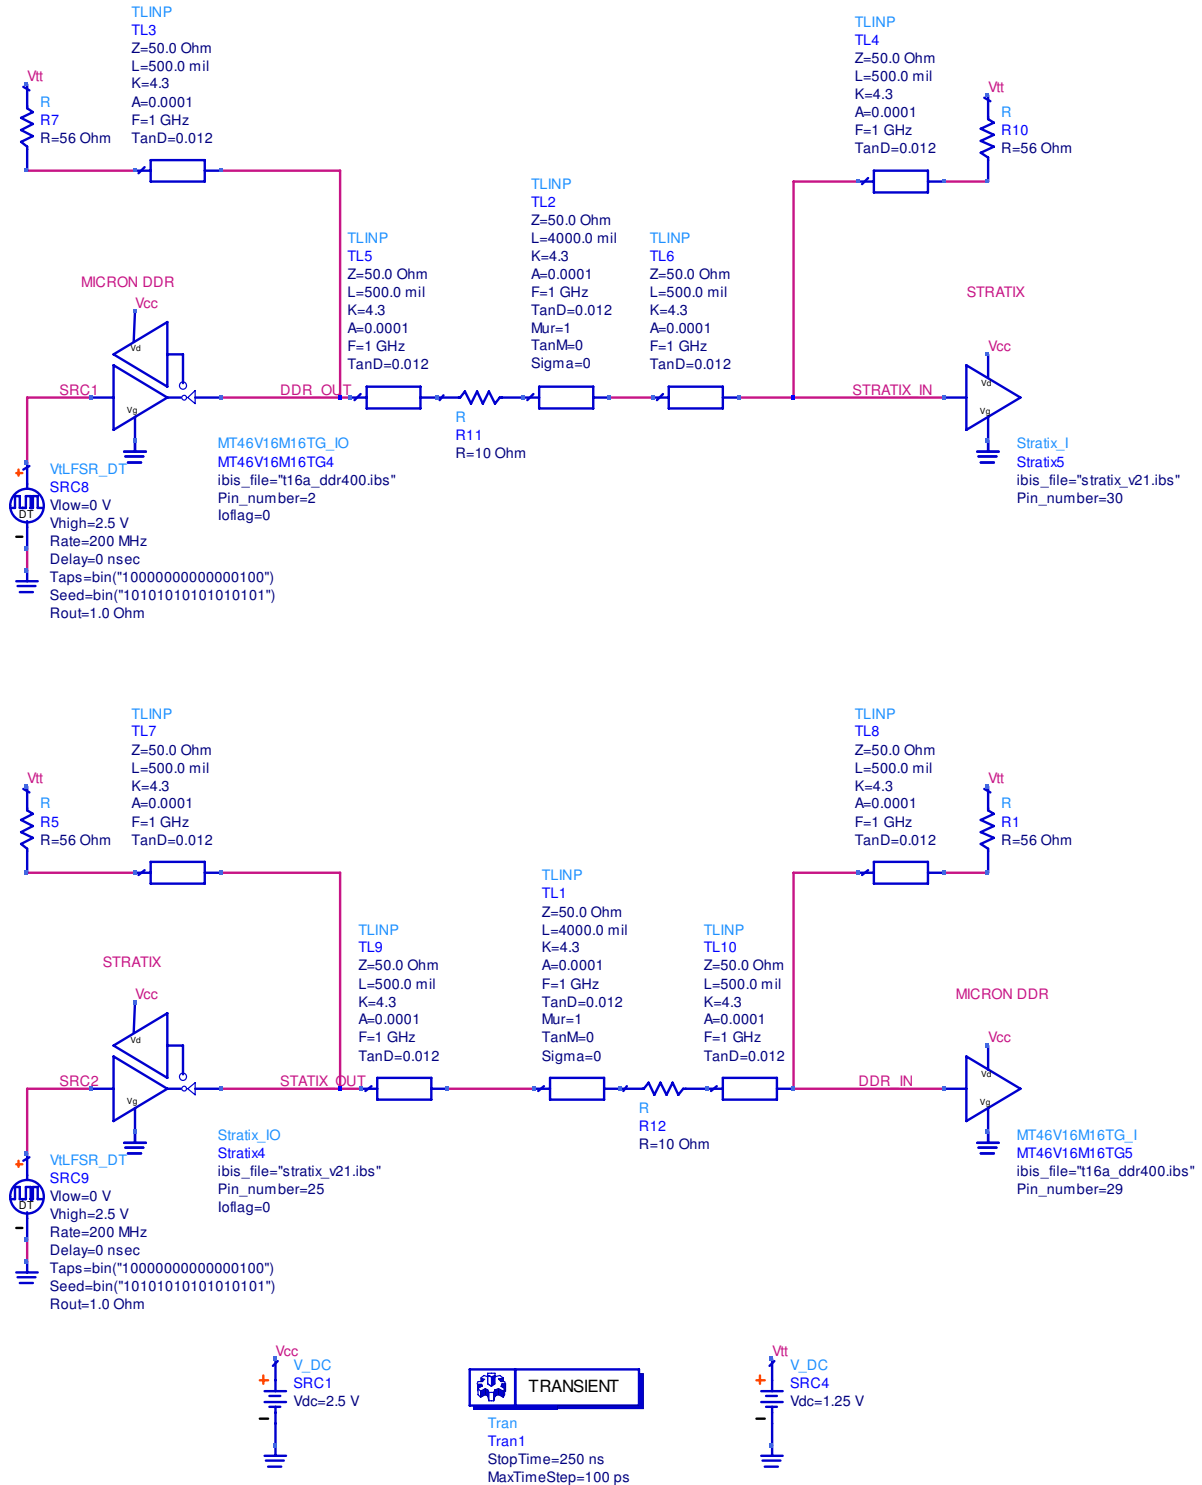 TLINP
TL3
Z=50.0 Ohm
L=500.0 mil
K=4.3
A=0.0001
F=1 GHz
TanD=0.012
Vtt
R
R7
R=56 Ohm
TLINP
TL4
Z=50.0 Ohm
L=500.0 mil
K=4.3
A=0.0001
F=1 GHz
TanD=0.012
Vtt
R
R10
R=56 Ohm
TLINP
TL5
Z=50.0 Ohm
L=500.0 mil
K=4.3
A=0.0001
F=1 GHz
TanD=0.012
TLINP
TL2
Z=50.0 Ohm
L=4000.0 mil
K=4.3
A=0.0001
F=1 GHz
TanD=0.012
Mur=1
TanM=0
Sigma=0
TLINP
TL6
Z=50.0 Ohm
L=500.0 mil
K=4.3
A=0.0001
F=1 GHz
TanD=0.012
MICRON DDR
Vcc
Vd
Vg
SRC1
DDR_OUT
R
R11
R=10 Ohm
STRATIX
Vcc
Vd
Vg
STRATIX_IN
MT46V16M16TG_IO
MT46V16M16TG4
ibis_file="t16a_ddr400.ibs"
Pin_number=2
Ioflag=0
Stratix_I
Stratix5
ibis_file="stratix_v21.ibs"
Pin_number=30
+
DT
−
VtLFSR_DT
SRC8
Vlow=0 V
Vhigh=2.5 V
Rate=200 MHz
Delay=0 nsec
Taps=bin("10000000000000100")
Seed=bin("10101010101010101")
Rout=1.0 Ohm
TLINP
TL7
Z=50.0 Ohm
L=500.0 mil
K=4.3
A=0.0001
F=1 GHz
TanD=0.012
Vtt
R
R5
R=56 Ohm
TLINP
TL8
Z=50.0 Ohm
L=500.0 mil
K=4.3
A=0.0001
F=1 GHz
TanD=0.012
Vtt
R
R1
R=56 Ohm
TLINP
TL9
Z=50.0 Ohm
L=500.0 mil
K=4.3
A=0.0001
F=1 GHz
TanD=0.012
TLINP
TL1
Z=50.0 Ohm
L=4000.0 mil
K=4.3
A=0.0001
F=1 GHz
TanD=0.012
Mur=1
TanM=0
Sigma=0
TLINP
TL10
Z=50.0 Ohm
L=500.0 mil
K=4.3
A=0.0001
F=1 GHz
TanD=0.012
STRATIX
Vcc
Vd
Vg
SRC2
STATIX_OUT
R
R12
R=10 Ohm
MICRON DDR
Vcc
Vd
Vg
DDR_IN
Stratix_IO
Stratix4
ibis_file="stratix_v21.ibs"
Pin_number=25
Ioflag=0
MT46V16M16TG_I
MT46V16M16TG5
ibis_file="t16a_ddr400.ibs"
Pin_number=29
+
DT
−
VtLFSR_DT
SRC9
Vlow=0 V
Vhigh=2.5 V
Rate=200 MHz
Delay=0 nsec
Taps=bin("10000000000000100")
Seed=bin("10101010101010101")
Rout=1.0 Ohm
Vcc
+
−
V_DC
SRC1
Vdc=2.5 V
TRANSIENT
Tran
Tran1
StopTime=250 ns
MaxTimeStep=100 ps
Vtt
+
−
V_DC
SRC4
Vdc=1.25 V